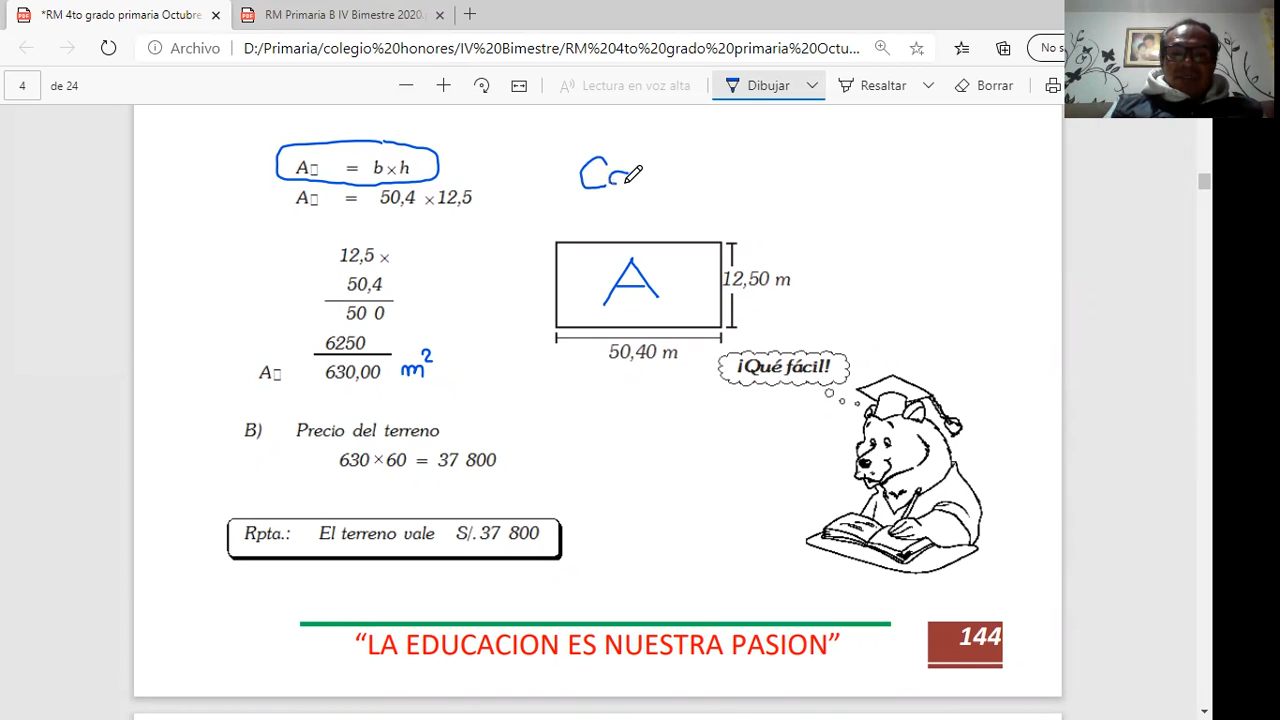 *RM 4to grado primaria Octubre
RM Primaria B IV Bimestre 2020.
Archivo
D:/Primaria/colegio%20honores/IV%20Bimestre/RM%204to%20grado%20primaria%20Octu...
No s
4
de 24
Lectura en voz alta
Dibujar
Resaltar
Borrar
A▯ = b×h
A▯ = 50,4 ×12,5
Ca
12,5 ×
50,4
50 0
6250
A▯ 630,00 m²
A
12,50 m
50,40 m
¡Qué fácil!
B) Precio del terreno
630×60 = 37 800
Rpta.: El terreno vale S/.37 800
“LA EDUCACION ES NUESTRA PASION”
144